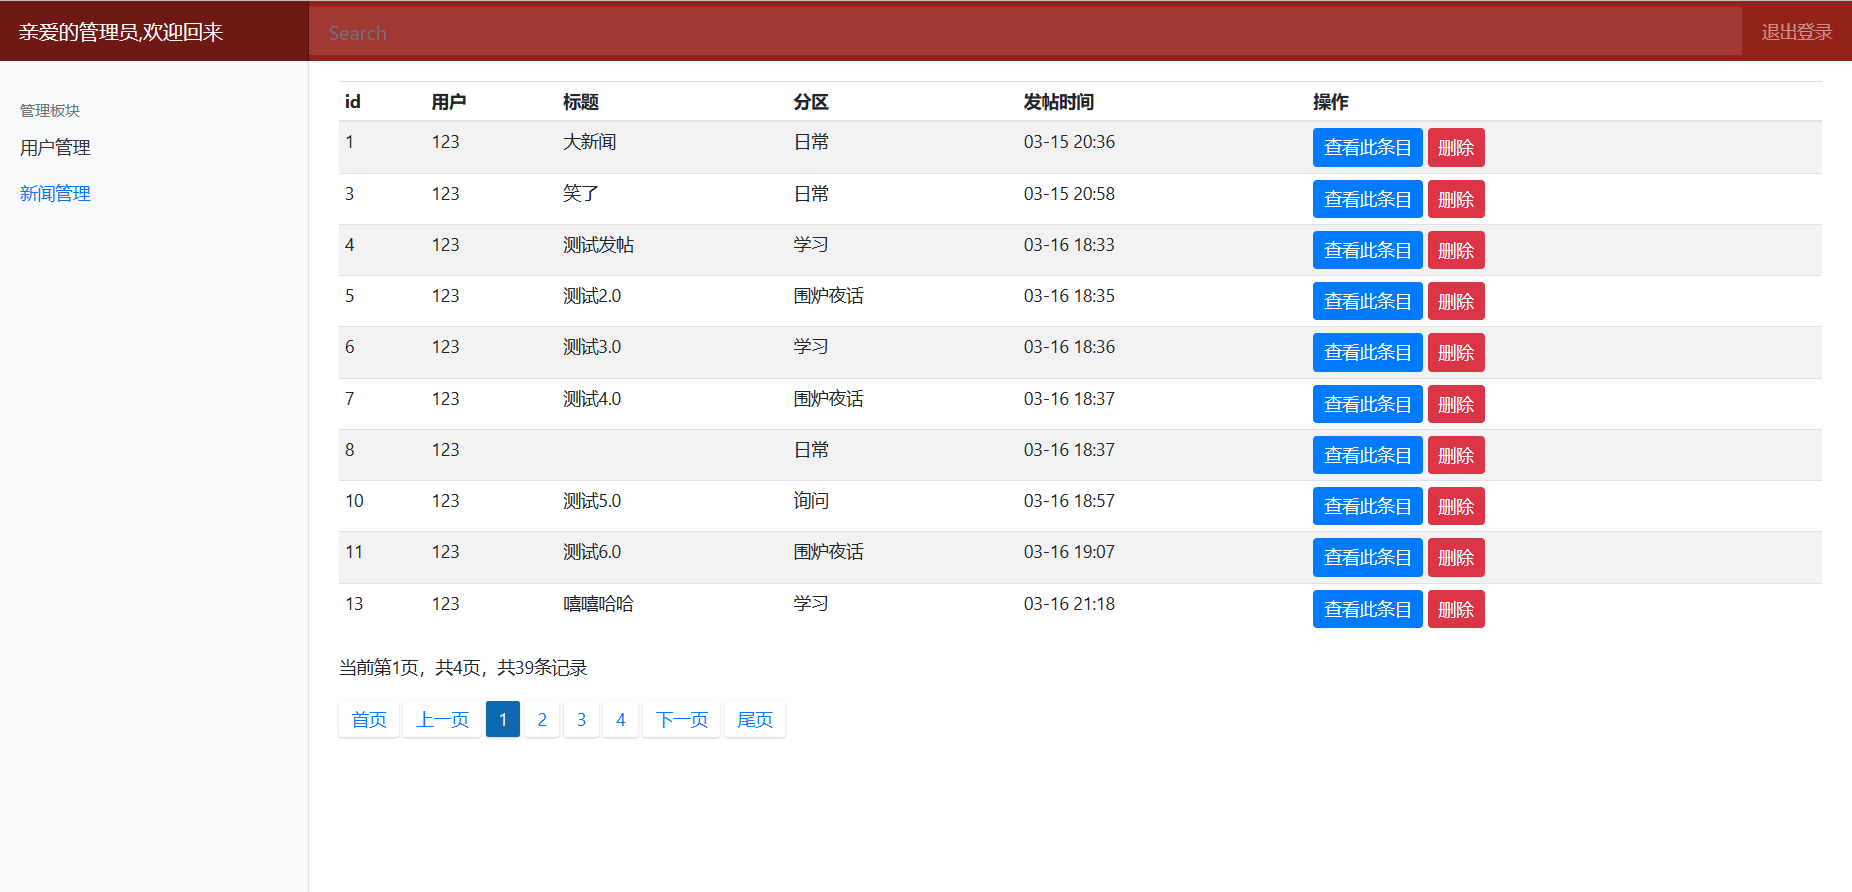 亲爱的管理员,欢迎回来 Search 退出登录
管理板块
用户管理
新闻管理
id 用户 标题 分区 发帖时间 操作
1 123 大新闻 日常 03-15 20:36 查看此条目 删除
3 123 笑了 日常 03-15 20:58 查看此条目 删除
4 123 测试发帖 学习 03-16 18:33 查看此条目 删除
5 123 测试2.0 围炉夜话 03-16 18:35 查看此条目 删除
6 123 测试3.0 学习 03-16 18:36 查看此条目 删除
7 123 测试4.0 围炉夜话 03-16 18:37 查看此条目 删除
8 123 日常 03-16 18:37 查看此条目 删除
10 123 测试5.0 询问 03-16 18:57 查看此条目 删除
11 123 测试6.0 围炉夜话 03-16 19:07 查看此条目 删除
13 123 嘻嘻哈哈 学习 03-16 21:18 查看此条目 删除
当前第1页，共4页，共39条记录
首页 上一页 1 2 3 4 下一页 尾页